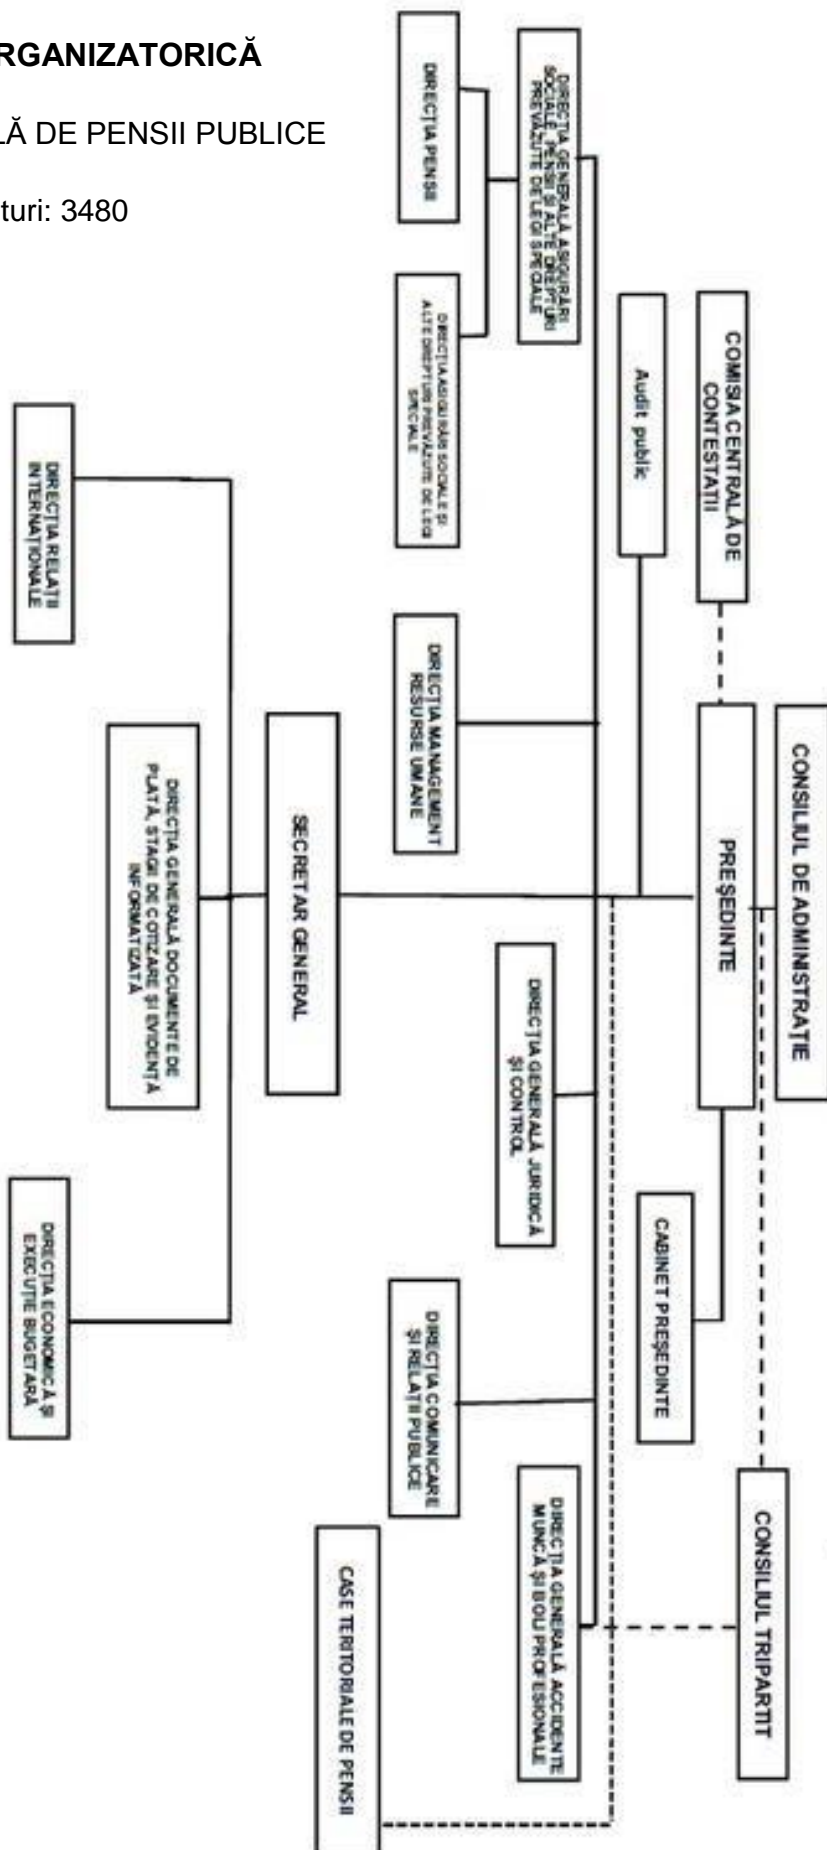 RGANIZATORICĂ
LĂ DE PENSII PUBLICE
turi: 3480
CONSILIUL DE ADMINISTRAȚIE
CONSILIUL TRIPARTIT
PREȘEDINTE
COMISIA CENTRALĂ DE
CONTESTAȚII
CABINET PREȘEDINTE
Audit public
DIRECȚIA GENERALĂ ASIGURĂRI
SOCIALE, PENSII ȘI ALTE DREPTURI
PREVĂZUTE DE LEGI SPECIALE
DIRECȚIA GENERALĂ JURIDICĂ
ȘI CONTROL
DIRECȚIA GENERALĂ ACCIDENTE
MUNCĂ ȘI BOLI PROFESIONALE
DIRECȚIA PENSII
DIRECȚIA ASIGURĂRI SOCIALE ȘI
ALTE DREPTURI PREVĂZUTE DE LEGI
SPECIALE
DIRECȚIA MANAGEMENT
RESURSE UMANE
DIRECȚIA COMUNICARE
ȘI RELAȚII PUBLICE
SECRETAR GENERAL
CASE TERITORIALE DE PENSII
DIRECȚIA RELAȚII
INTERNAȚIONALE
DIRECȚIA GENERALĂ DOCUMENTE DE
PLATĂ, STAGII DE COTIZARE ȘI EVIDENȚĂ
INFORMATIZATĂ
DIRECȚIA ECONOMICĂ ȘI
EXECUȚIE BUGETARĂ